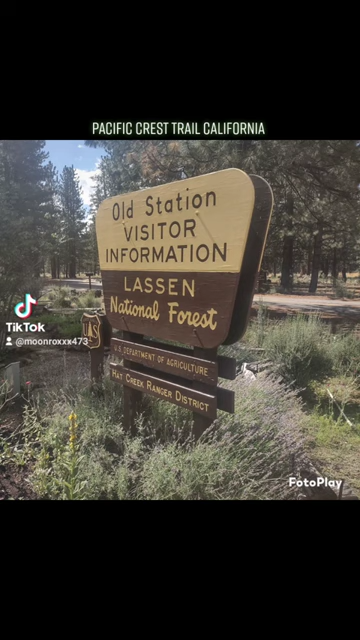 PACIFIC CREST TRAIL CALIFORNIA
Old Station
VISITOR
INFORMATION
LASSEN
National Forest
TikTok
@moonroxxx473
US
U.S. DEPARTMENT OF AGRICULTURE
HAT CREEK RANGER DISTRICT
FotoPlay